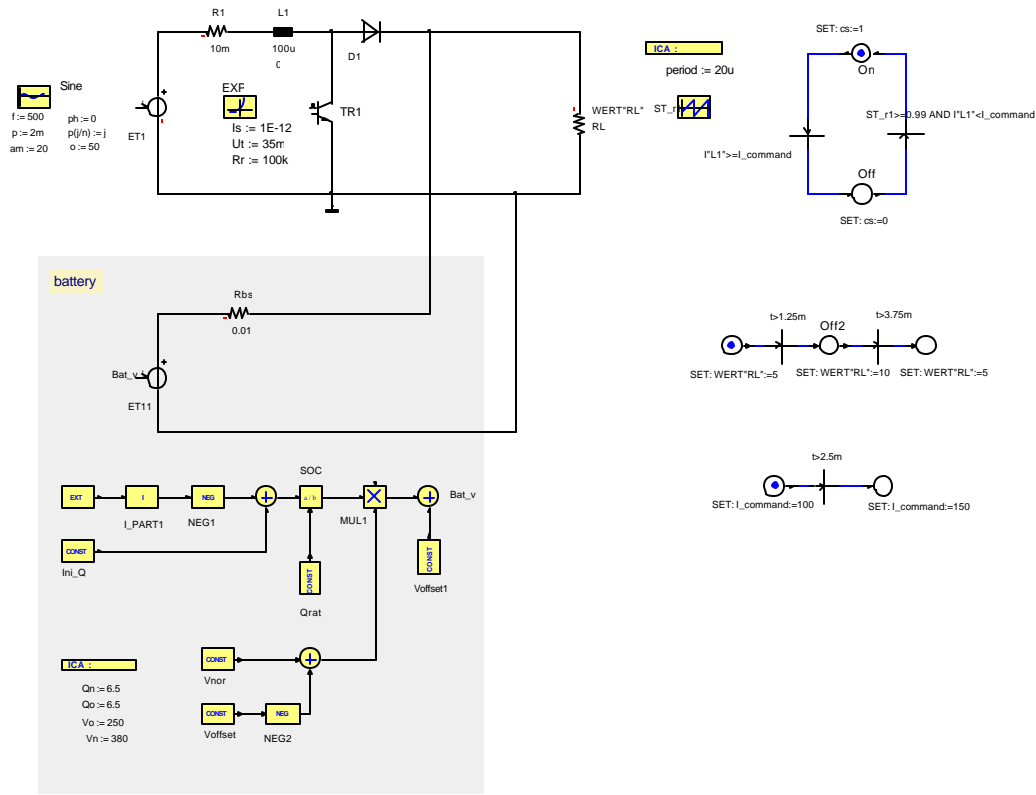 R1
10m
L1
100u
0
D1
Sine
f := 500
p := 2m
am := 20
ph := 0
p(j/n) := j
o := 50
ET1
EXP
Is := 1E-12
Ut := 35m
Rr := 100k
TR1
WERT"RL"
RL
ICA :
period := 20u
ST_r
SET: cs:=1
On
ST_r1>=0.99 AND I"L1"<I_command
I"L1">=I_command
Off
SET: cs:=0
battery
Rbs
0.01
Bat_v
ET11
t>1.25m
Off2
t>3.75m
SET: WERT"RL":=5
SET: WERT"RL":=10
SET: WERT"RL":=5
t>2.5m
SET: I_command:=100
SET: I_command:=150
EXT
I
I_PART1
NEG
NEG1
SOC
a / b
MUL1
Bat_v
CONST
Ini_Q
CONST
Qrat
CONST
Voffset1
ICA :
Qn := 6.5
Qo := 6.5
Vo := 250
Vn := 380
CONST
Vnor
CONST
Voffset
NEG
NEG2